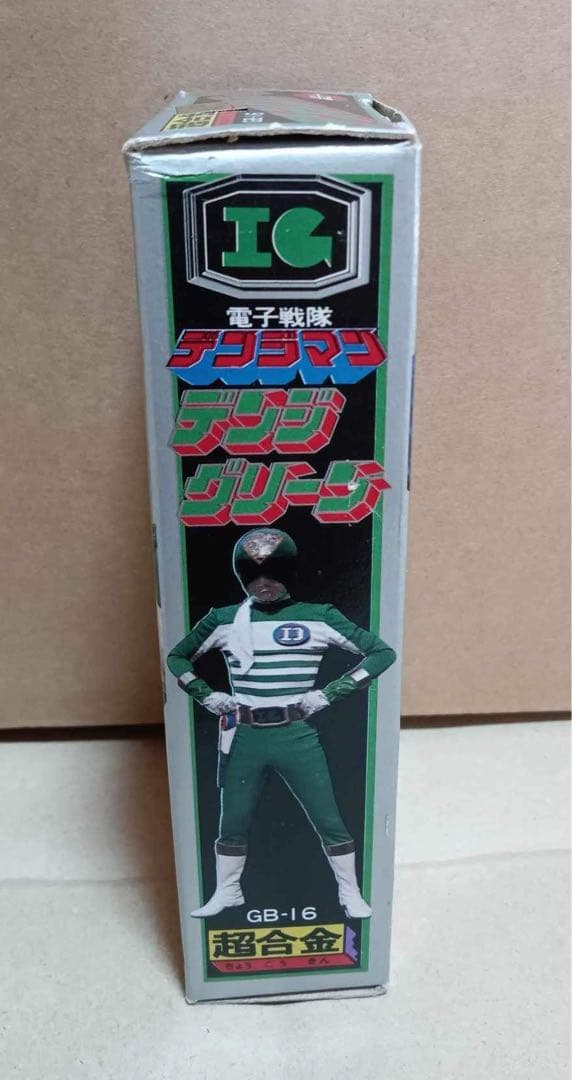 IG
電子戦隊
デンジマン
デンジ
グリーン
GB-16
超合金
ちょう ごう きん